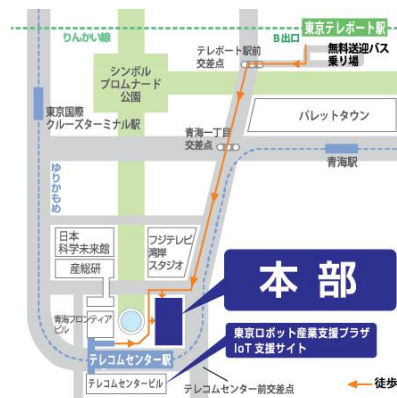 東京テレポート駅
りんかい線
B出口
テレポート駅前
交差点
無料送迎バス
乗り場
シンボル
プロムナード
公園
東京国際
クルーズターミナル駅
パレットタウン
青海一丁目
交差点
青海駅
ゆりかもめ
日本
科学未来館
産総研
フジテレビ
湾岸
スタジオ
本部
青海フロンティア
ビル
東京ロボット産業支援プラザ
IoT支援サイト
テレコムセンター駅
テレコムセンタービル
テレコムセンター前交差点
徒歩